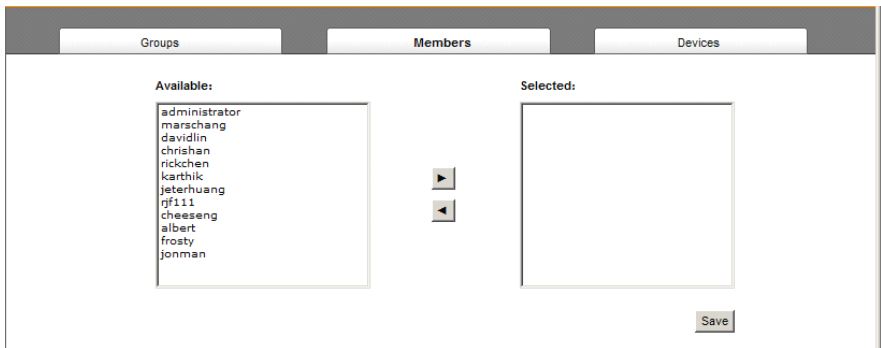 Groups
Members
Devices
Available:
Selected:
administrator
marschang
davidlin
chrishan
rickchen
karthik
jeterhuang
rjf111
cheeseng
albert
frosty
jonman
Save